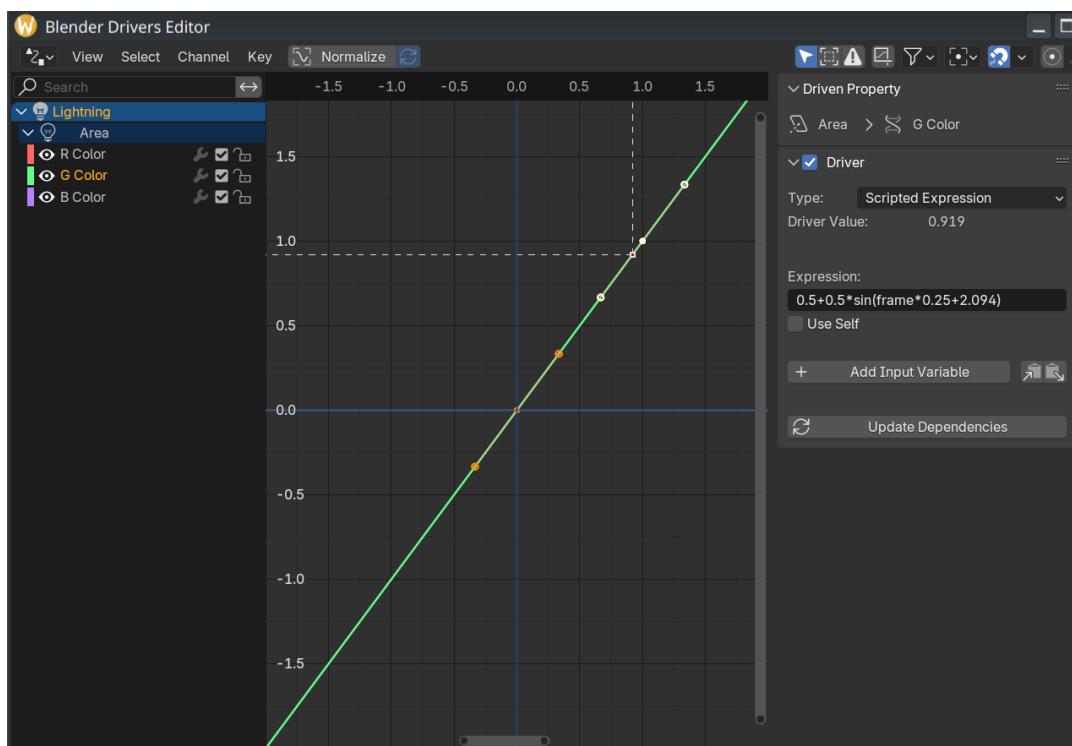 Blender Drivers Editor
View Select Channel Key Normalize
Search
Lightning
Area
R Color
G Color
B Color
-1.5 -1.0 -0.5 0.0 0.5 1.0 1.5
1.5
1.0
0.5
0.0
-0.5
-1.0
-1.5
Driven Property
Area G Color
Driver
Type: Scripted Expression
Driver Value: 0.919
Expression:
0.5+0.5*sin(frame*0.25+2.094)
Use Self
+ Add Input Variable
Update Dependencies